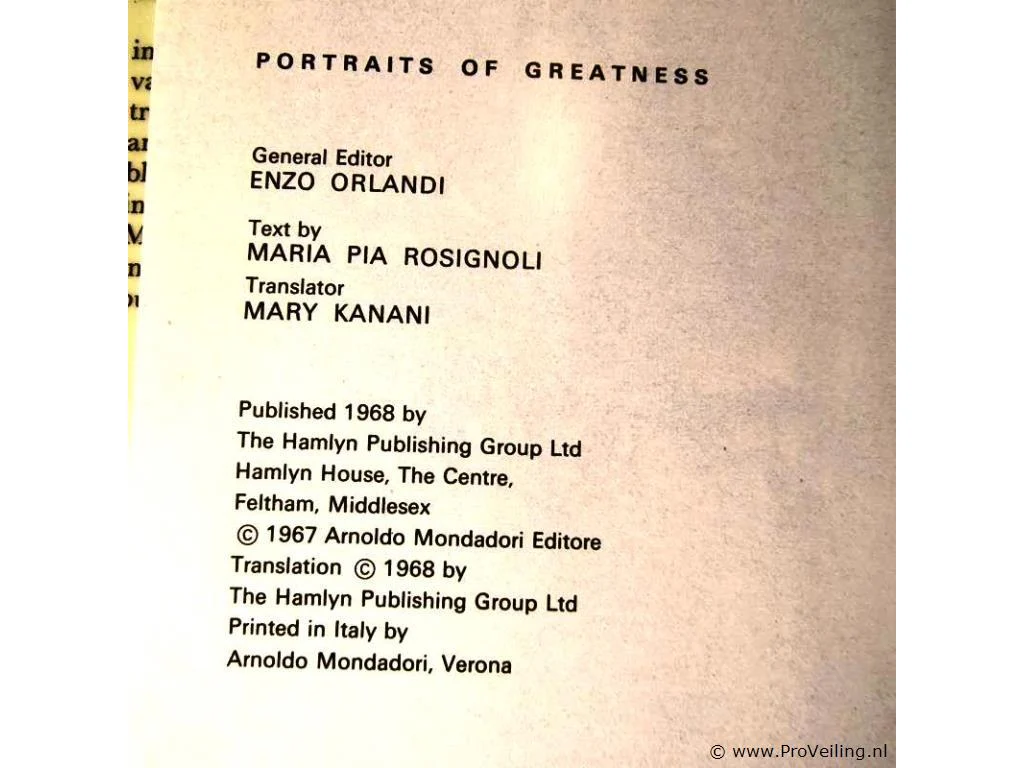 PORTRAITS OF GREATNESS
General Editor
ENZO ORLANDI
Text by
MARIA PIA ROSIGNOLI
Translator
MARY KANANI
Published 1968 by
The Hamlyn Publishing Group Ltd
Hamlyn House, The Centre,
Feltham, Middlesex
© 1967 Arnoldo Mondadori Editore
Translation © 1968 by
The Hamlyn Publishing Group Ltd
Printed in Italy by
Arnoldo Mondadori, Verona
© www.ProVeiling.nl